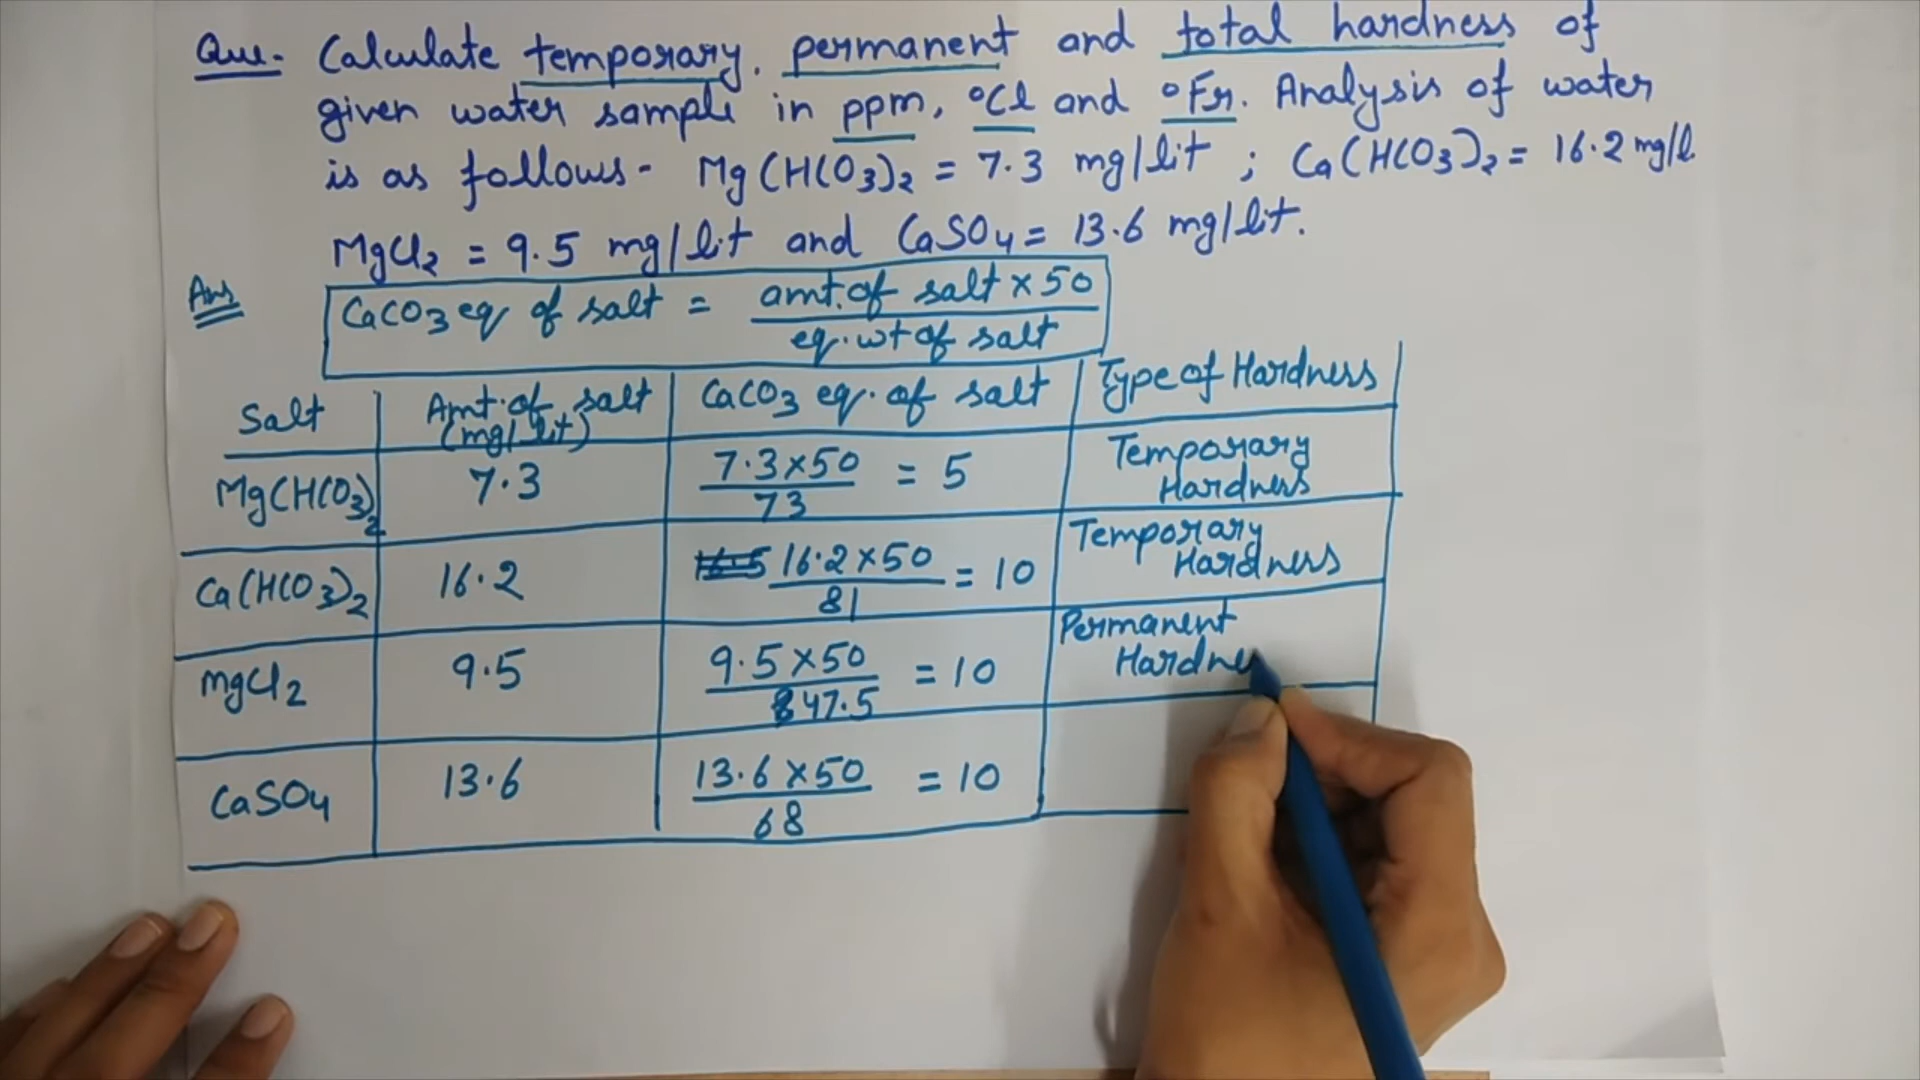 Que- Calculate temporary, permanent and total hardness of
given water sample in ppm, °Cl and °Fr. Analysis of water
is as follows- Mg(HCO3)2 = 7.3 mg/lit ; Ca(HCO3)2 = 16.2 mg/l
MgCl2 = 9.5 mg/lit and CaSO4 = 13.6 mg/lit.
Ans
CaCO3 eq of salt = amt. of salt × 50
eq. wt of salt
Salt Amt. of salt (mg/lit) CaCO3 eq. of salt Type of Hardness
Mg(HCO3)2 7.3 7.3×50 / 73 = 5 Temporary Hardness
Ca(HCO3)2 16.2 16.2×50 / 81 = 10 Temporary Hardness
MgCl2 9.5 9.5×50 / 47.5 = 10 Permanent Hardne
CaSO4 13.6 13.6×50 / 68 = 10